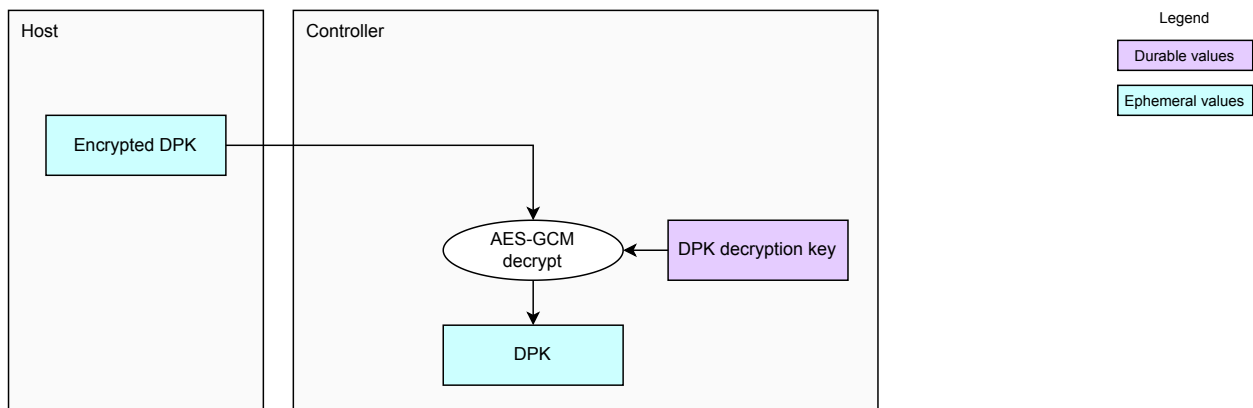 Host
Controller
Legend
Durable values
Ephemeral values
Encrypted DPK
AES-GCM
decrypt
DPK decryption key
DPK